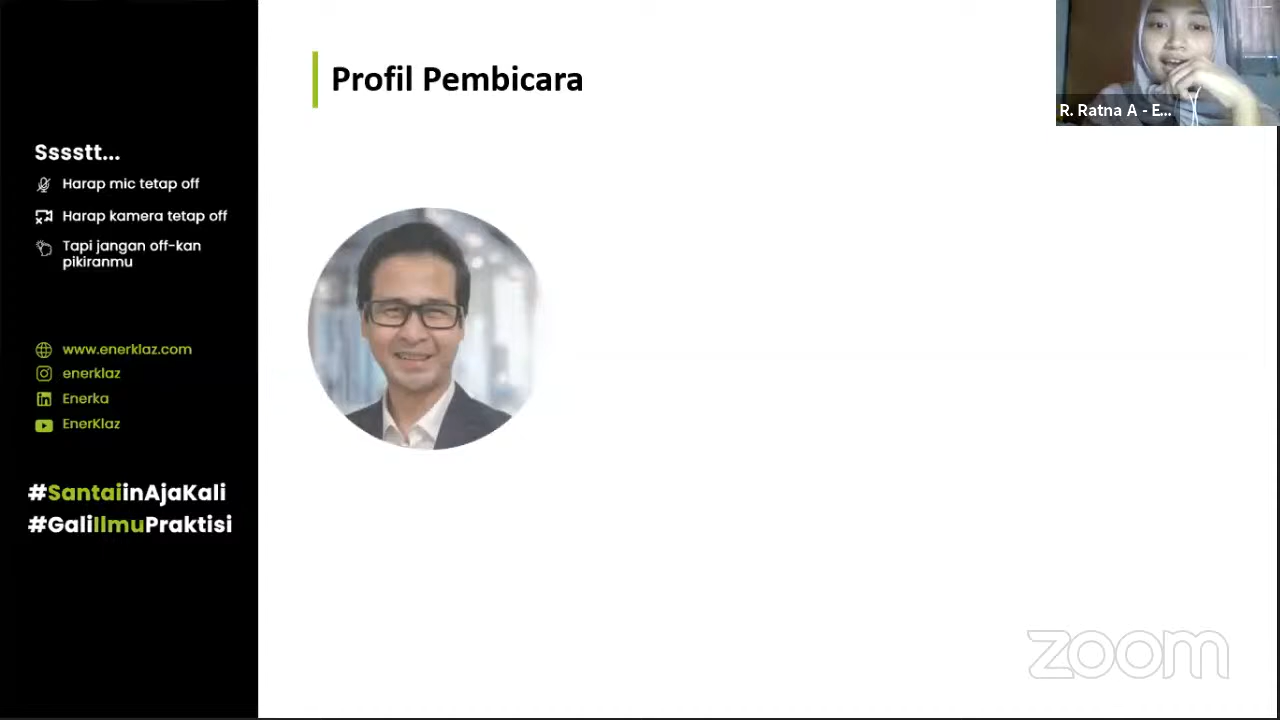 Profil Pembicara
R. Ratna A - E...
Sssstt...
Harap mic tetap off
Harap kamera tetap off
Tapi jangan off-kan
pikiranmu
www.enerklaz.com
enerklaz
Enerka
EnerKlaz
#SantaiinAjaKali
#GaliIlmuPraktisi
zoom